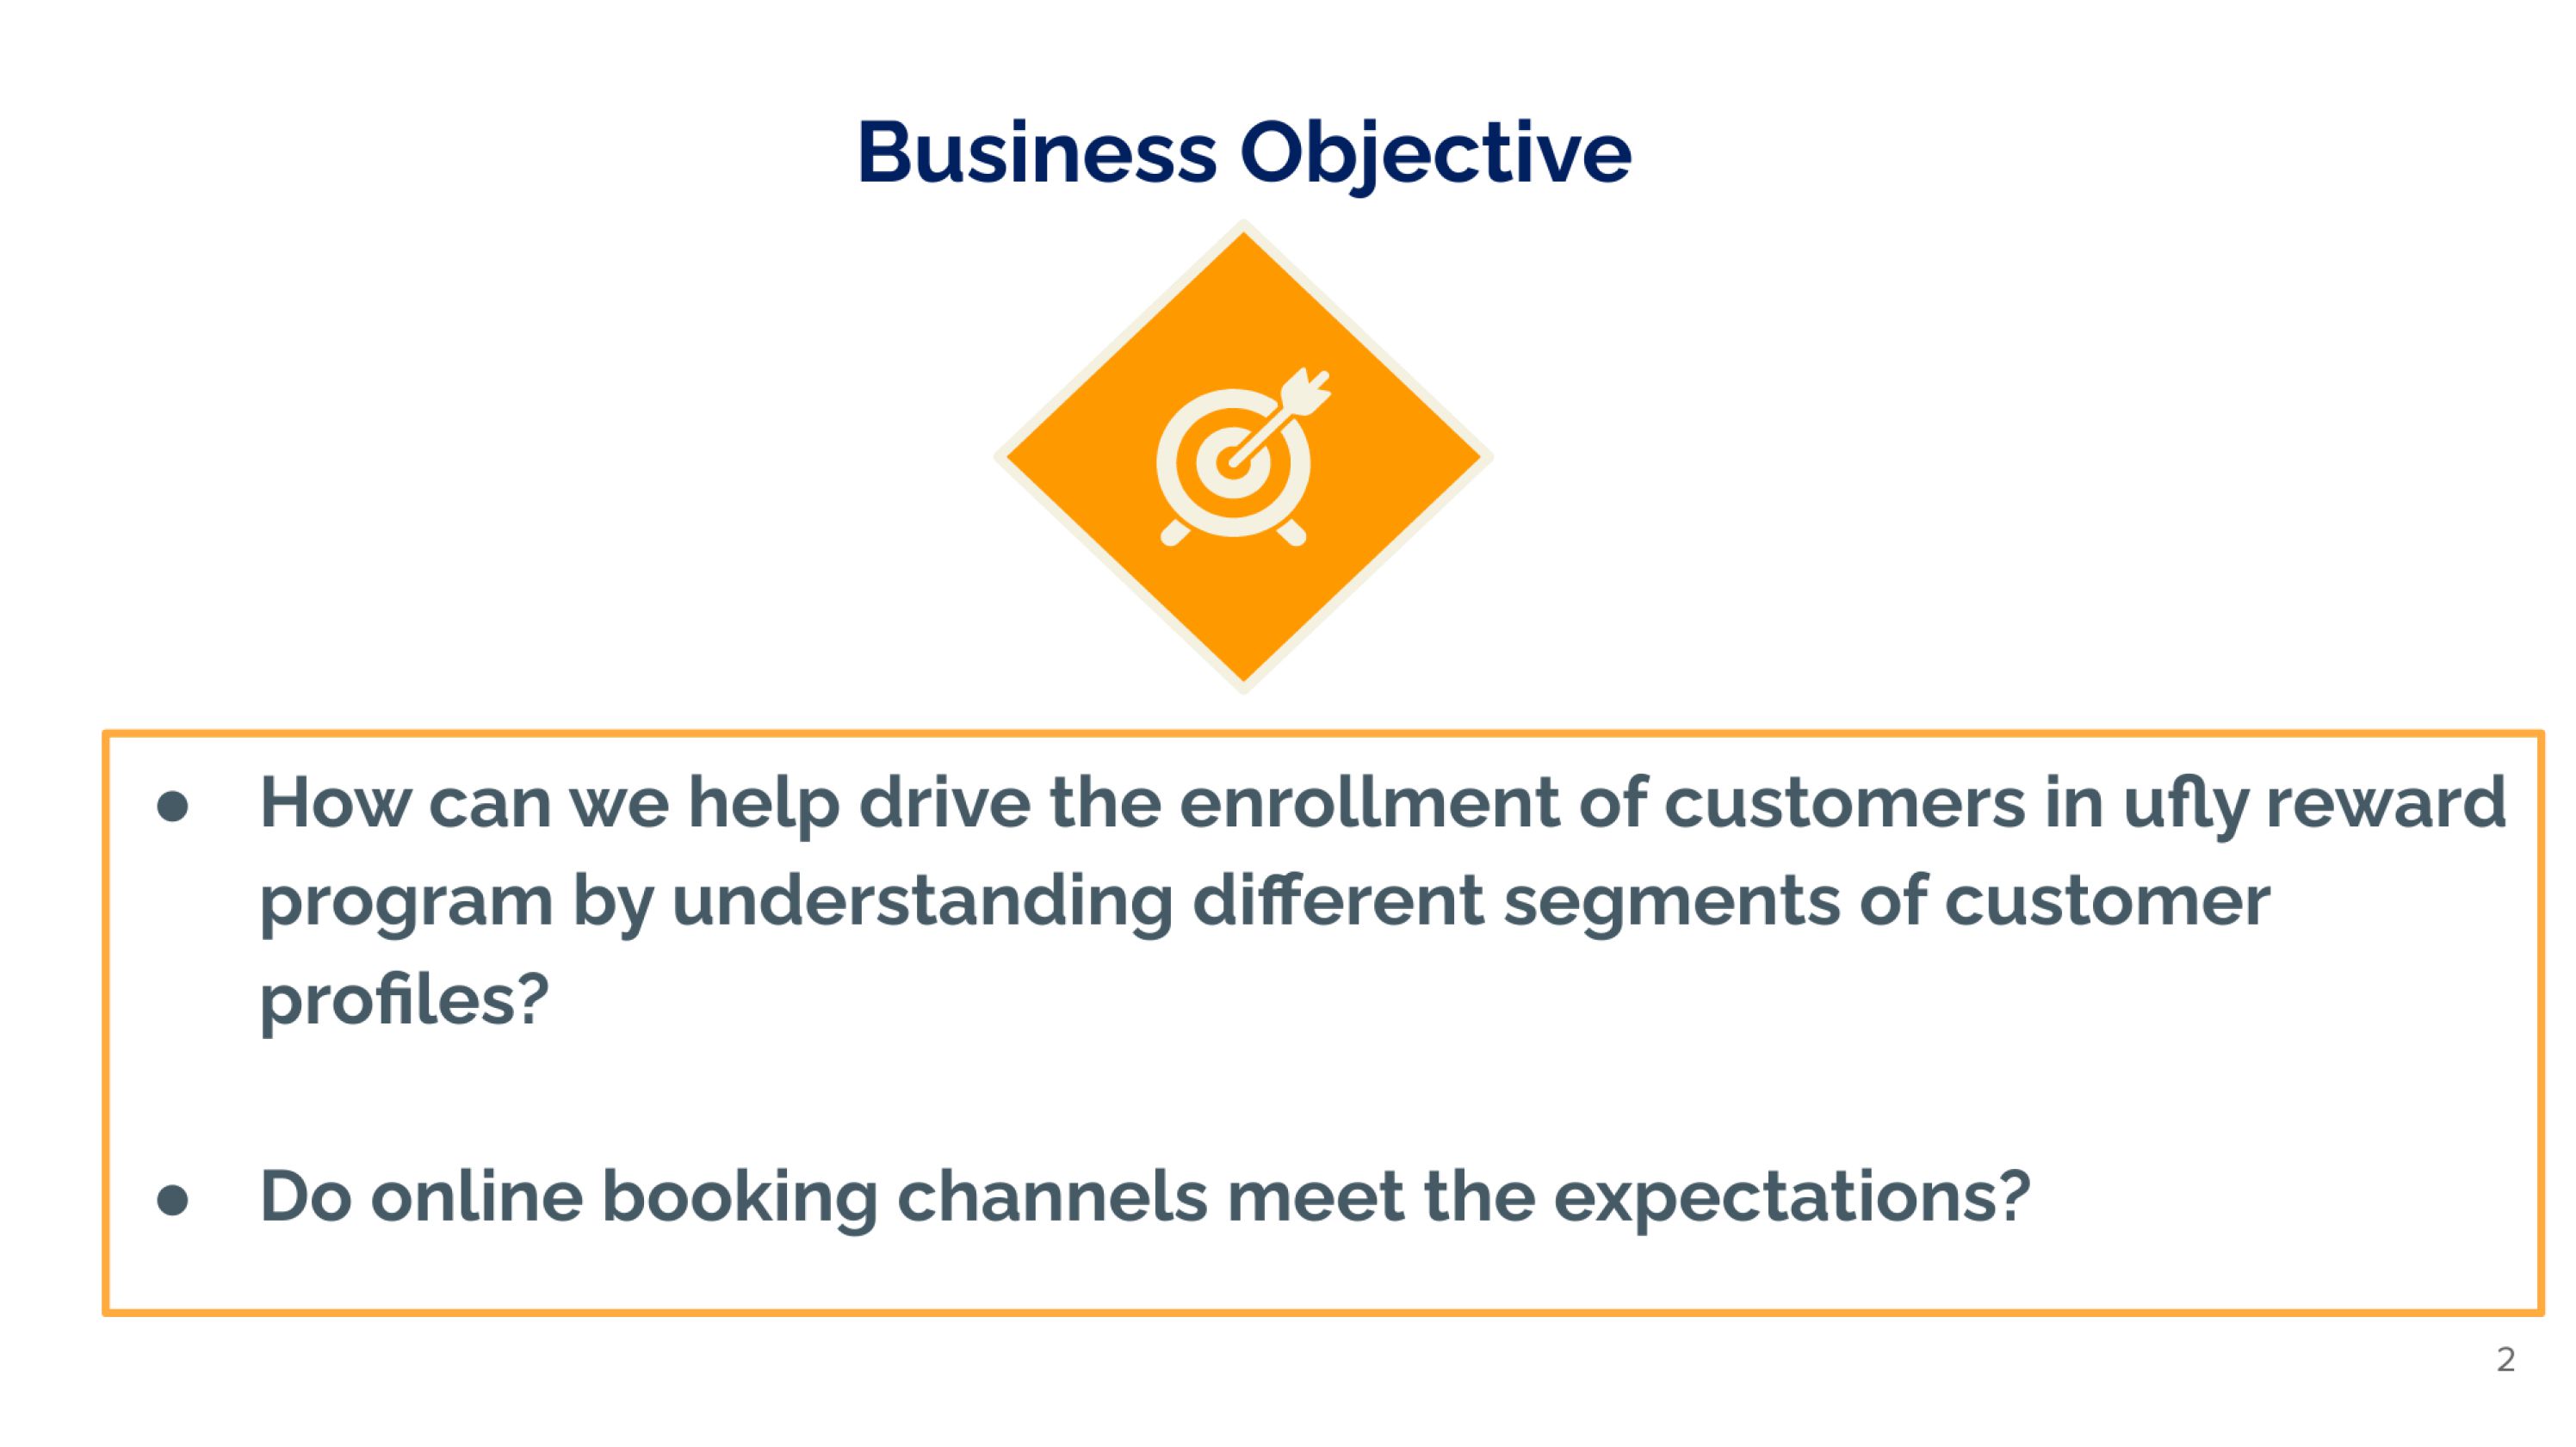 Business Objective
● How can we help drive the enrollment of customers in ufly reward
program by understanding different segments of customer
profiles?
● Do online booking channels meet the expectations?
2